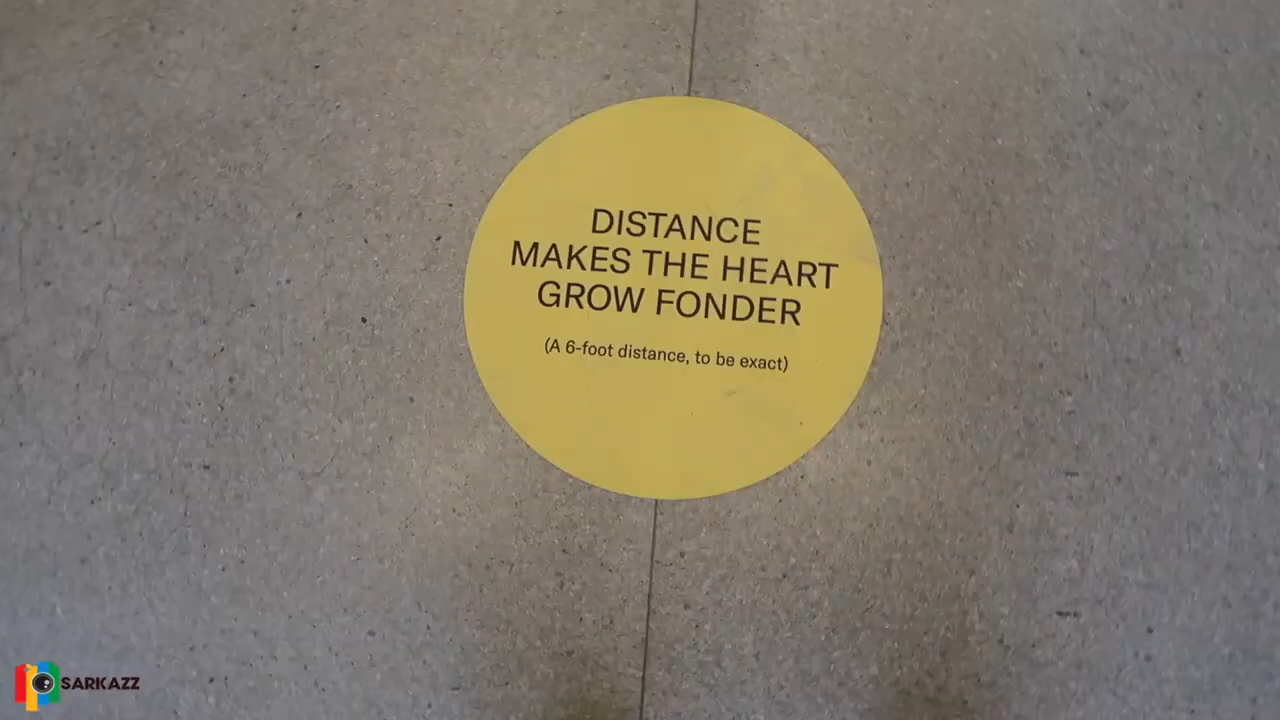 DISTANCE
MAKES THE HEART
GROW FONDER
(A 6-foot distance, to be exact)
SARKAZZ